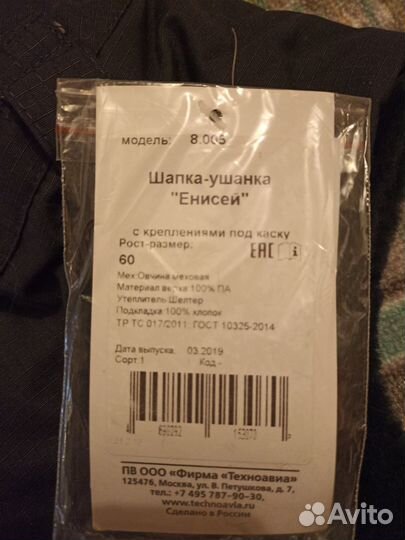 модель: 8.005
Шапка-ушанка
"Енисей"
с креплениями под каску
Рост-размер:
60
EAC
Мех:Овчина меховая
Материал верха:100% ПА
Утеплитель:Шелтер
Подкладка:100% хлопок
ТР ТС 017/2011; ГОСТ 10325-2014
Дата выпуска: 03.2019
Сорт 1 Код -
ПВ ООО «Фирма «Техноавиа»
125476, Москва, ул. В. Петушкова, д. 7,
тел.: +7 495 787-90-30,
www.technoavia.ru
Сделано в России
Avito